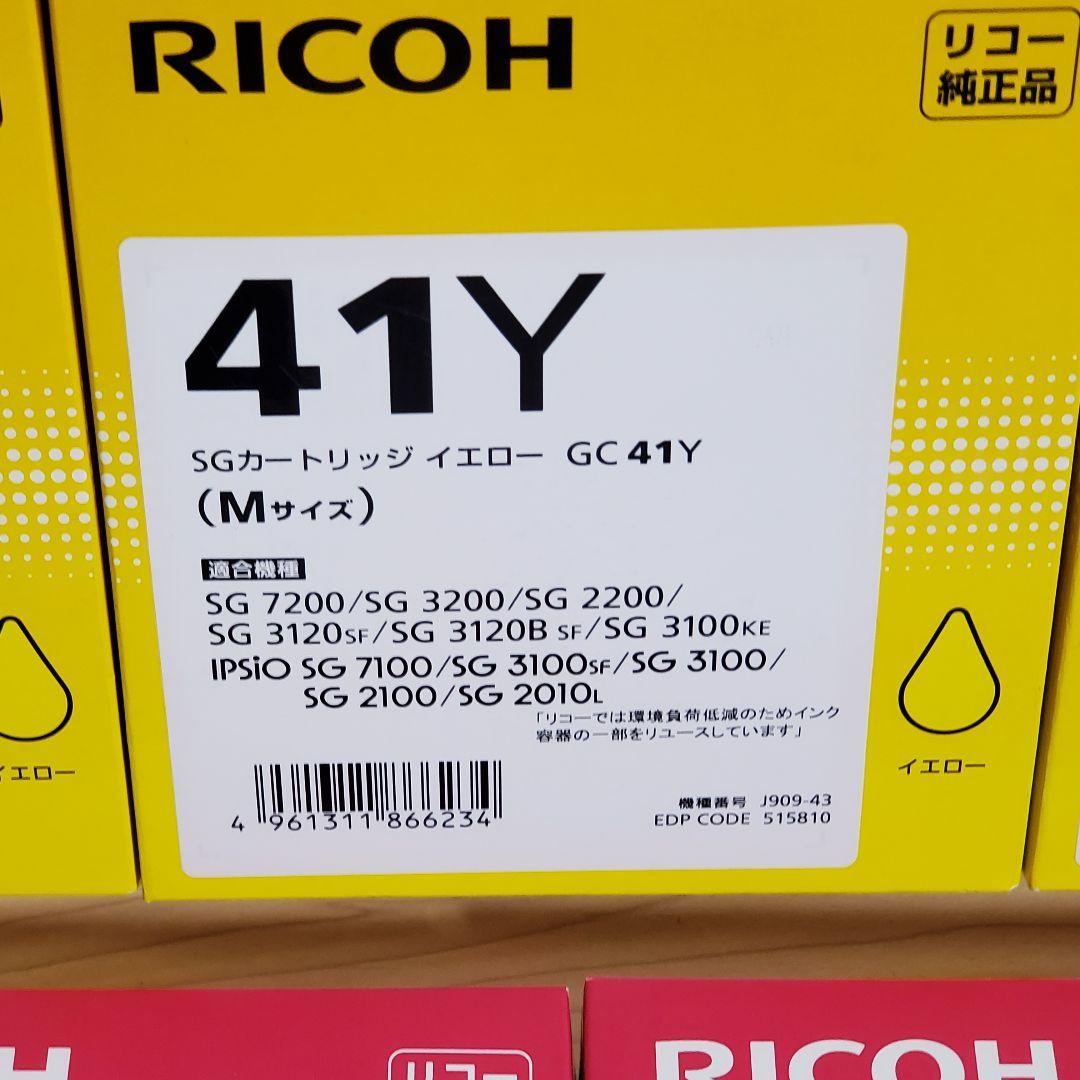 RICOH
リコー
純正品
41Y
SGカートリッジ イエロー GC 41Y
(Mサイズ)
適合機種
SG 7200/SG 3200/SG 2200/
SG 3120SF/SG 3120B SF/SG 3100KE
IPSiO SG 7100/SG 3100SF/SG 3100/
SG 2100/SG 2010L
「リコーでは環境負荷低減のためインク
容器の一部をリユースしています」
イエロー
イエロー
機種番号 J909-43
EDP CODE 515810
4 961311 866234
H
リコー
RICOH